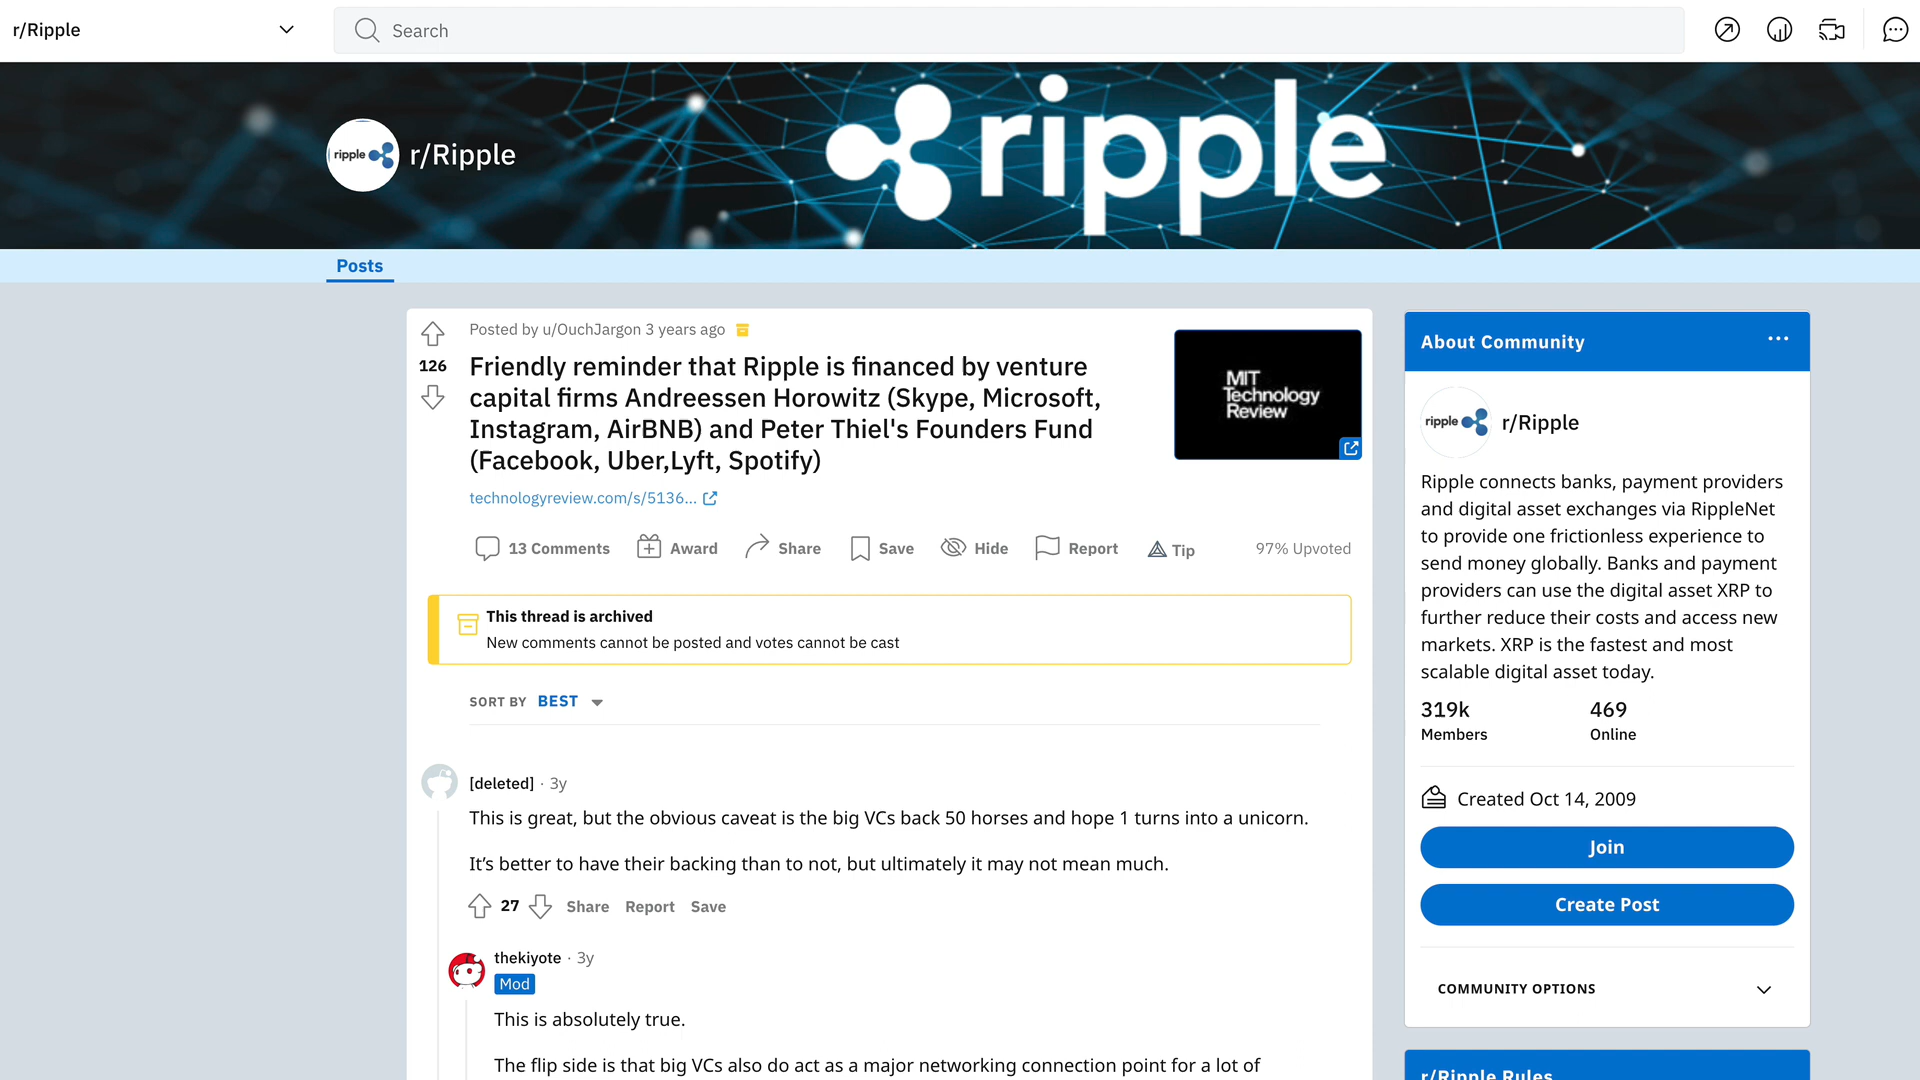 r/Ripple
Search
ripple
r/Ripple
ripple
Posts
Posted by u/OuchJargon 3 years ago
126
Friendly reminder that Ripple is financed by venture
capital firms Andreessen Horowitz (Skype, Microsoft,
Instagram, AirBNB) and Peter Thiel's Founders Fund
(Facebook, Uber,Lyft, Spotify)
technologyreview.com/s/5136...
MIT
Technology
Review
13 Comments
Award
Share
Save
Hide
Report
Tip
97% Upvoted
This thread is archived
New comments cannot be posted and votes cannot be cast
SORT BY BEST
[deleted] · 3y
This is great, but the obvious caveat is the big VCs back 50 horses and hope 1 turns into a unicorn.
It’s better to have their backing than to not, but ultimately it may not mean much.
27 Share Report Save
thekiyote · 3y
Mod
This is absolutely true.
The flip side is that big VCs also do act as a major networking connection point for a lot of
About Community
ripple
r/Ripple
Ripple connects banks, payment providers
and digital asset exchanges via RippleNet
to provide one frictionless experience to
send money globally. Banks and payment
providers can use the digital asset XRP to
further reduce their costs and access new
markets. XRP is the fastest and most
scalable digital asset today.
319k
Members
469
Online
Created Oct 14, 2009
Join
Create Post
COMMUNITY OPTIONS
r/Ripple Rules